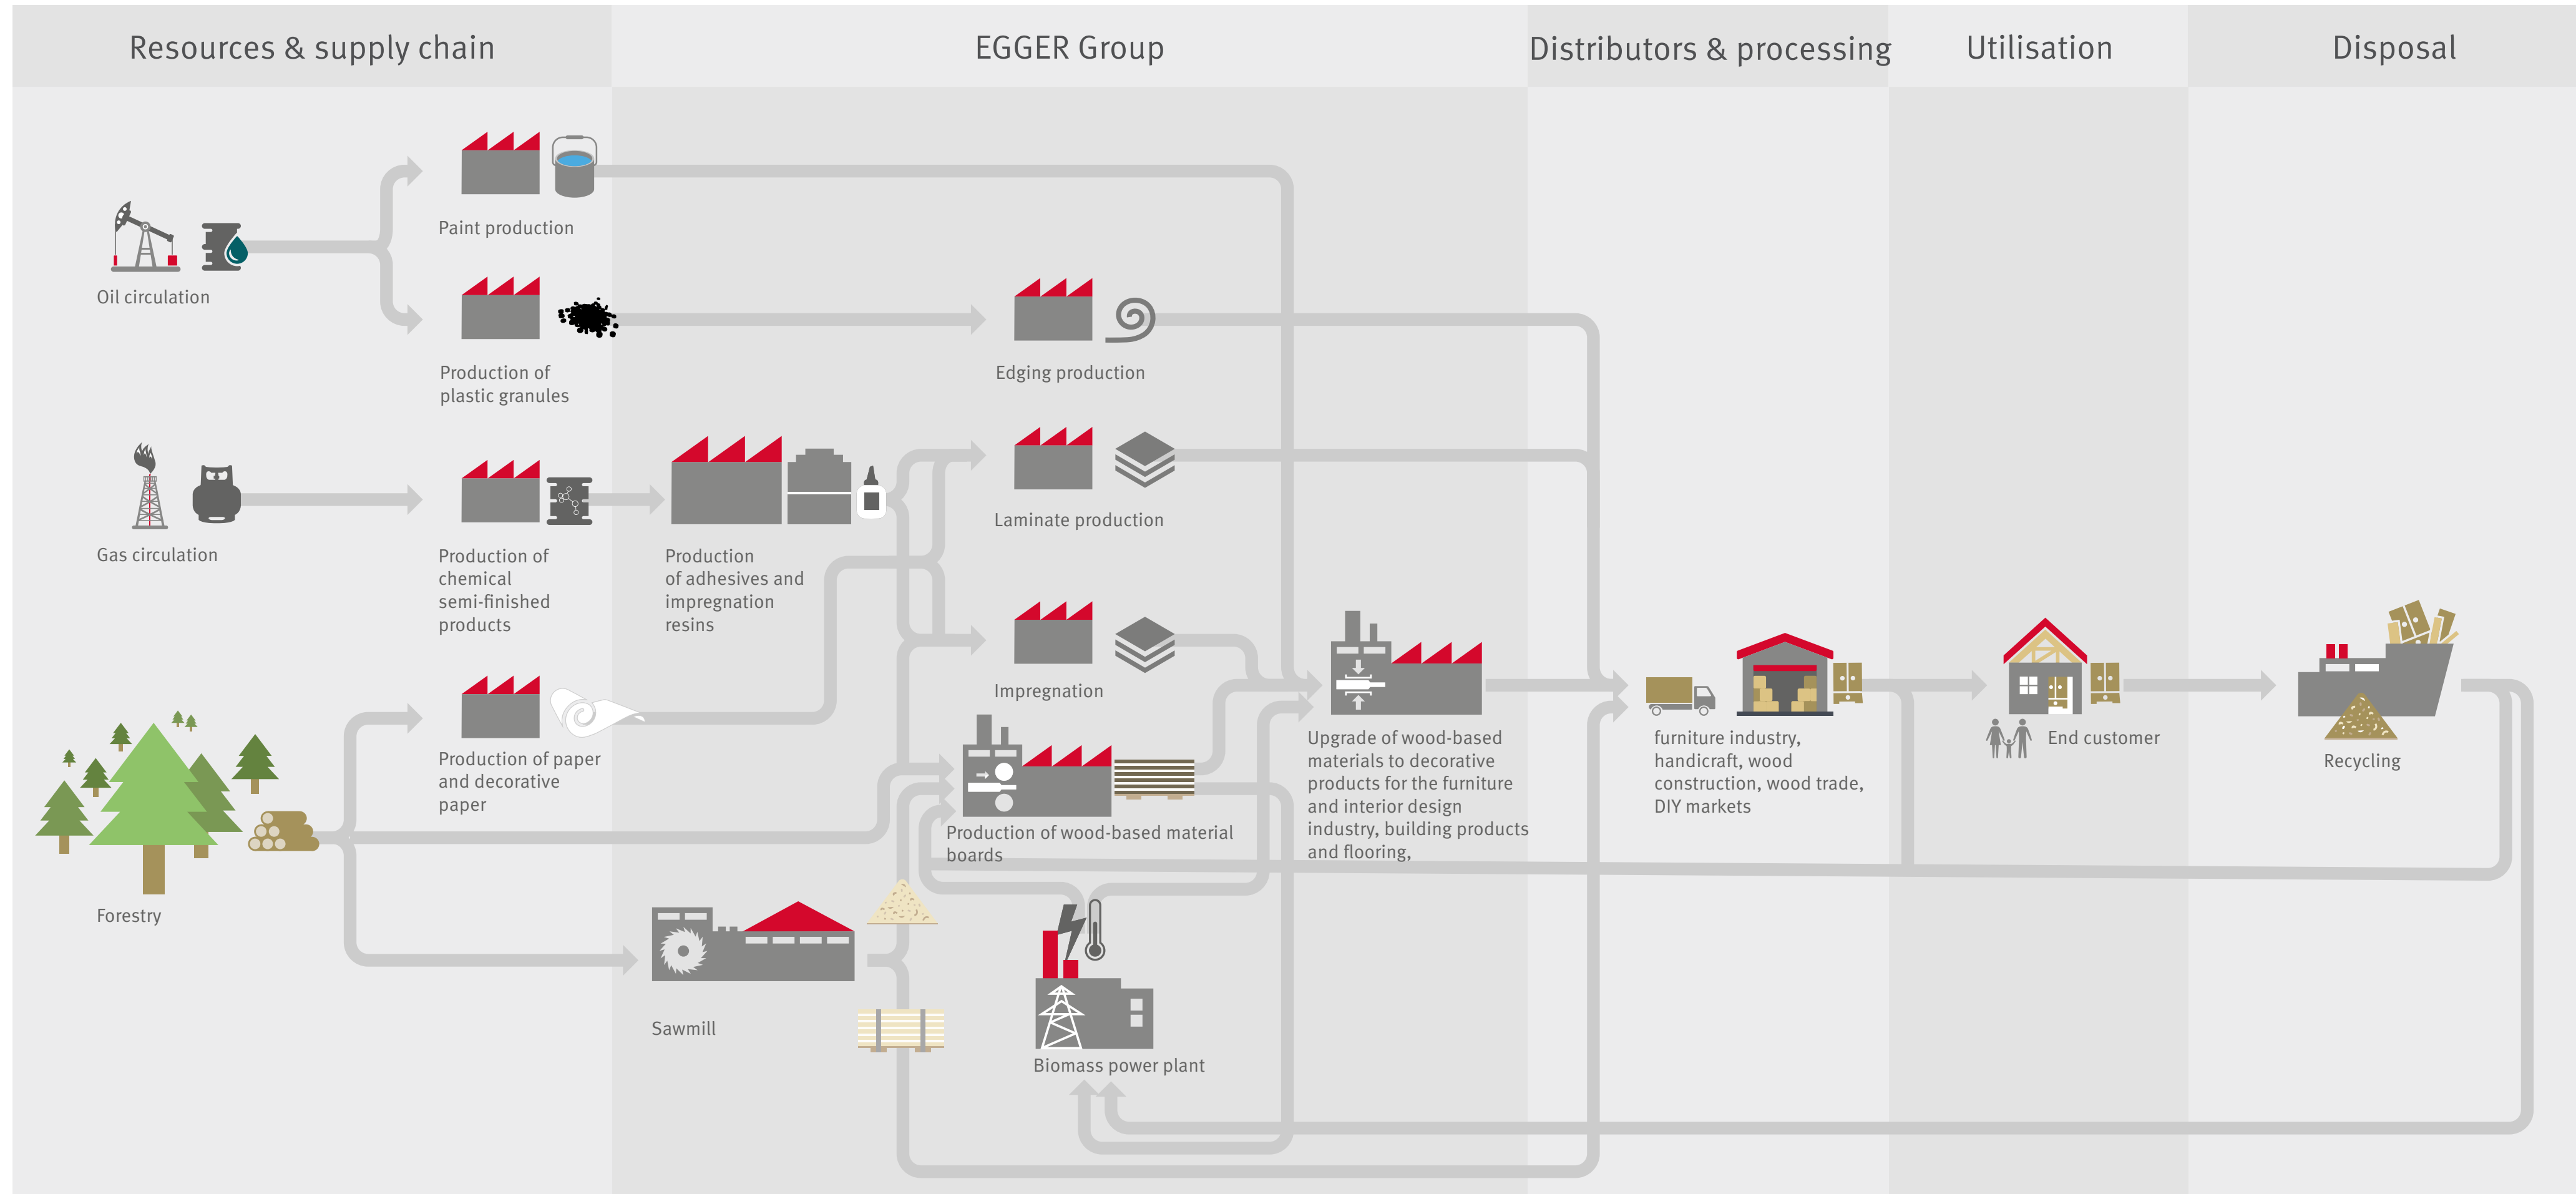 Resources & supply chain
EGGER Group
Distributors & processing
Utilisation
Disposal
Paint production
Oil circulation
Production of
plastic granules
Edging production
Gas circulation
Production of
chemical
semi-finished
products
Production
of adhesives and
impregnation
resins
Laminate production
Impregnation
Forestry
Production of paper
and decorative
paper
Production of wood-based material
boards
Upgrade of wood-based
materials to decorative
products for the furniture
and interior design
industry, building products
and flooring,
furniture industry,
handicraft, wood
construction, wood trade,
DIY markets
End customer
Recycling
Sawmill
Biomass power plant